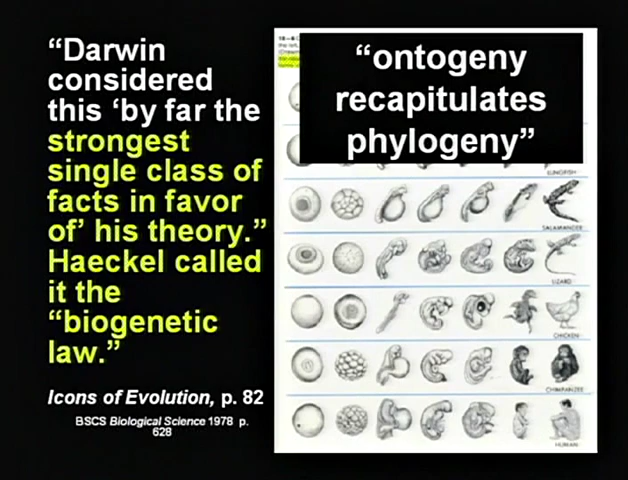 “Darwin
considered
this ‘by far the
strongest
single class of
facts in favor
of’ his theory.”
Haeckel called
it the
“biogenetic
law.”
Icons of Evolution, p. 82
BSCS Biological Science 1978 p.
628
“ontogeny
recapitulates
phylogeny”
LUNGFISH
SALAMANDER
LIZARD
CHICKEN
CHIMPANZEE
HUMAN